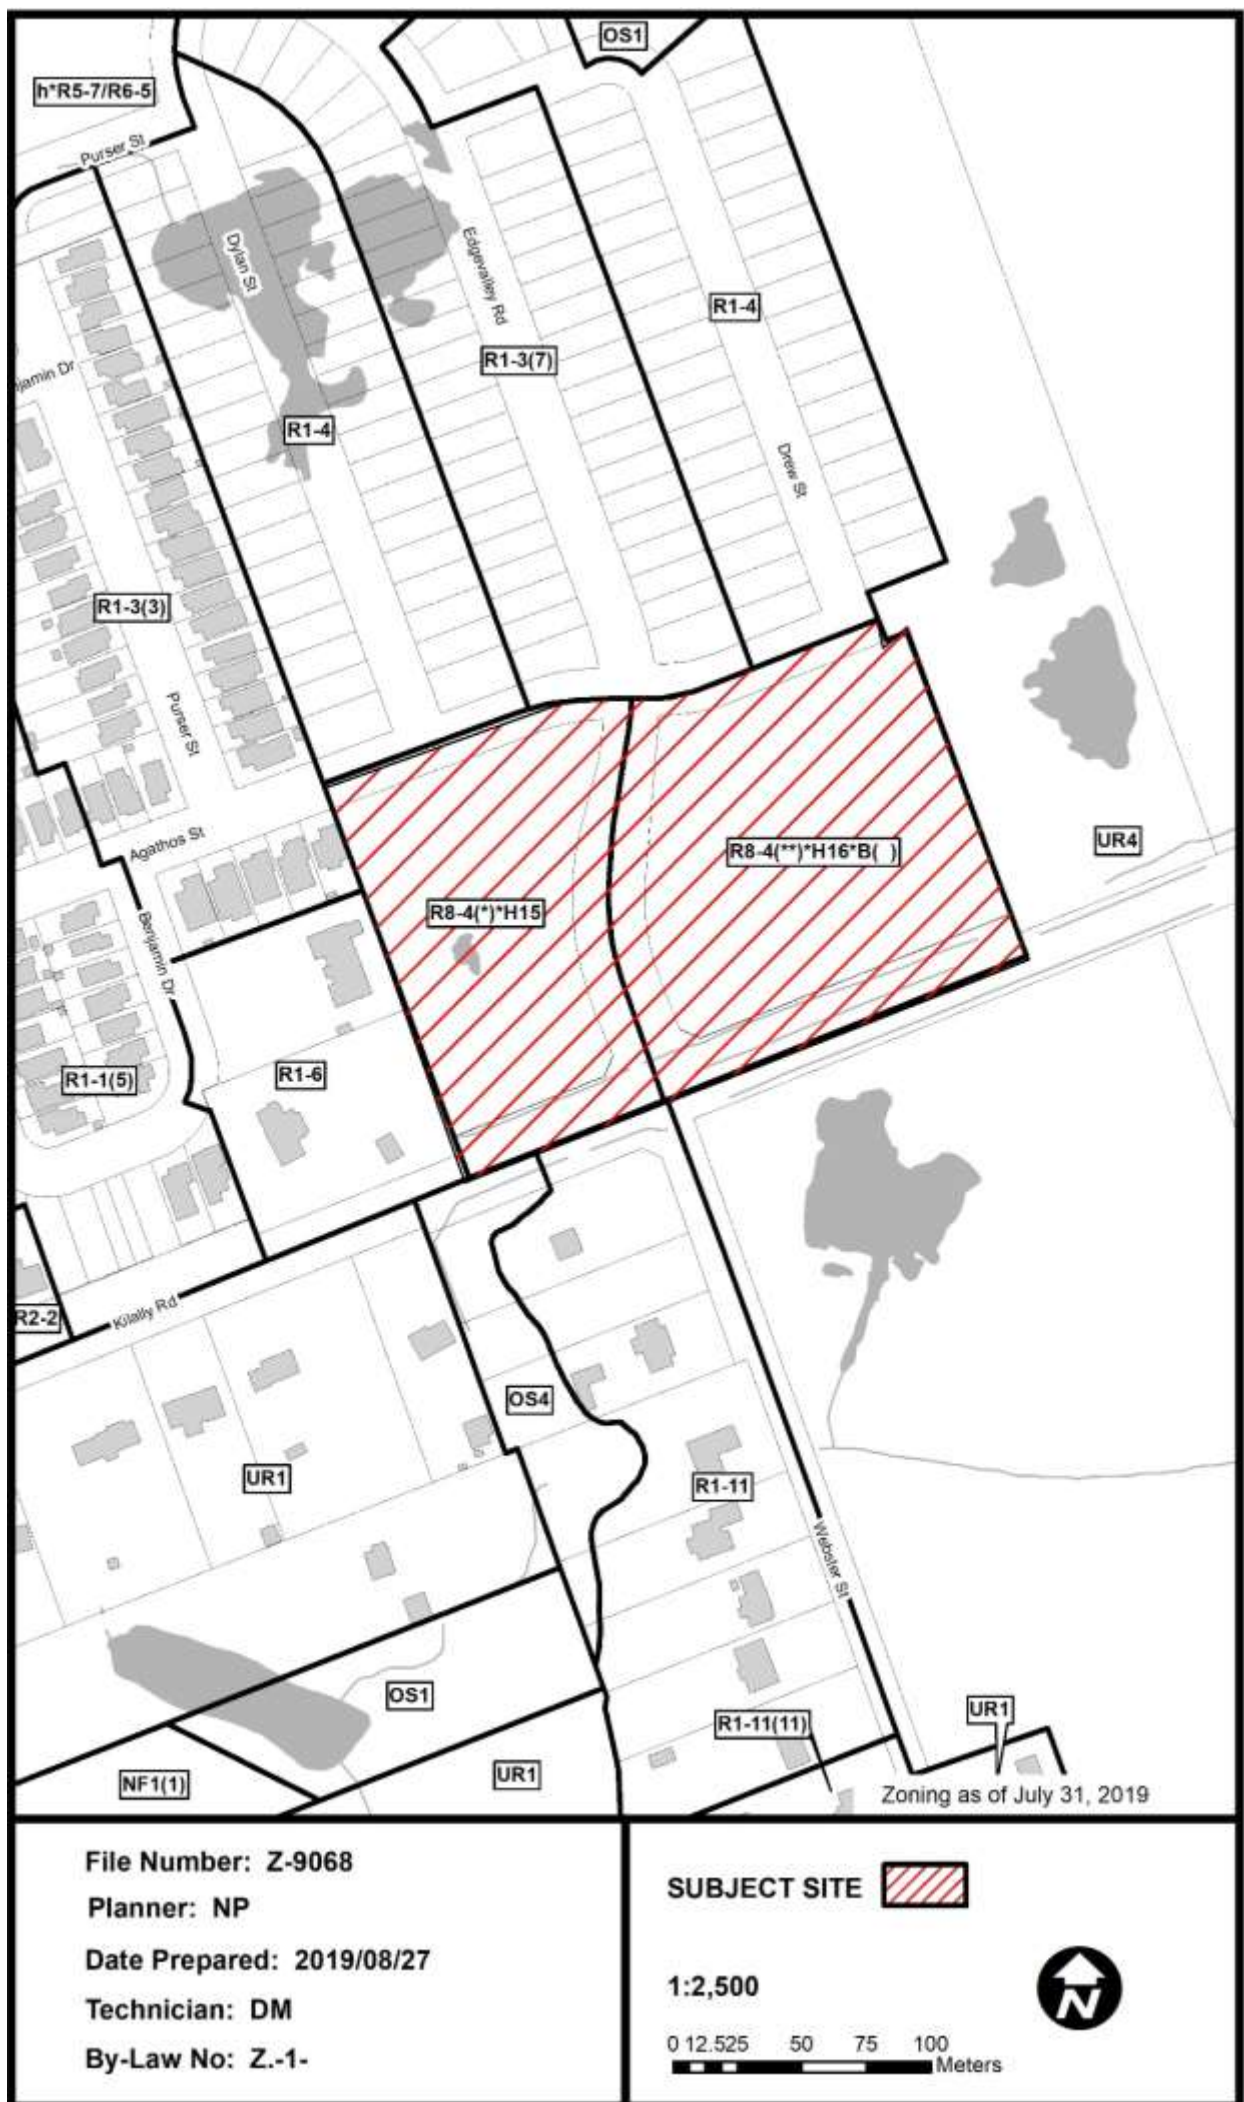 OS1
h*R5-7/R6-5
Purser St
Dylan St
Edgevalley Rd
R1-4
R1-3(7)
njamin Dr
R1-4
Drew St
R1-3(3)
Purser St
Agathos St
UR4
R8-4(**)*H16*B( )
R8-4(*)*H15
Benjamin Dr
R1-1(5)
R1-6
Kilally Rd
R2-2
OS4
UR1
R1-11
Webster St
OS1
R1-11(11)
UR1
NF1(1)
UR1
Zoning as of July 31, 2019
File Number: Z-9068
Planner: NP
Date Prepared: 2019/08/27
Technician: DM
By-Law No: Z.-1-
SUBJECT SITE
1:2,500
N
0 12.525 50 75 100
Meters